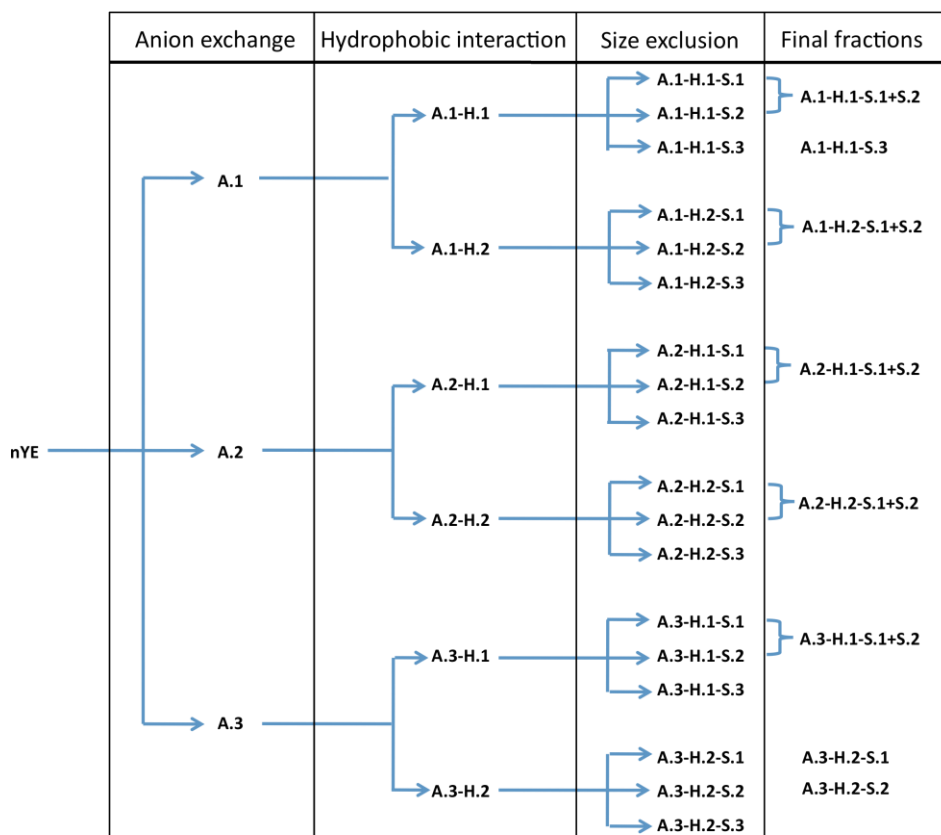 Anion exchange Hydrophobic interaction Size exclusion Final fractions
A.1-H.1-S.1
A.1-H.1-S.1+S.2
A.1-H.1 A.1-H.1-S.2
A.1-H.1-S.3 A.1-H.1-S.3
A.1
A.1-H.2-S.1
A.1-H.2-S.1+S.2
A.1-H.2 A.1-H.2-S.2
A.1-H.2-S.3
A.2-H.1-S.1
A.2-H.1-S.1+S.2
A.2-H.1 A.2-H.1-S.2
A.2-H.1-S.3
nYE A.2
A.2-H.2-S.1
A.2-H.2-S.1+S.2
A.2-H.2 A.2-H.2-S.2
A.2-H.2-S.3
A.3-H.1-S.1
A.3-H.1-S.1+S.2
A.3-H.1 A.3-H.1-S.2
A.3-H.1-S.3
A.3
A.3-H.2-S.1 A.3-H.2-S.1
A.3-H.2 A.3-H.2-S.2 A.3-H.2-S.2
A.3-H.2-S.3